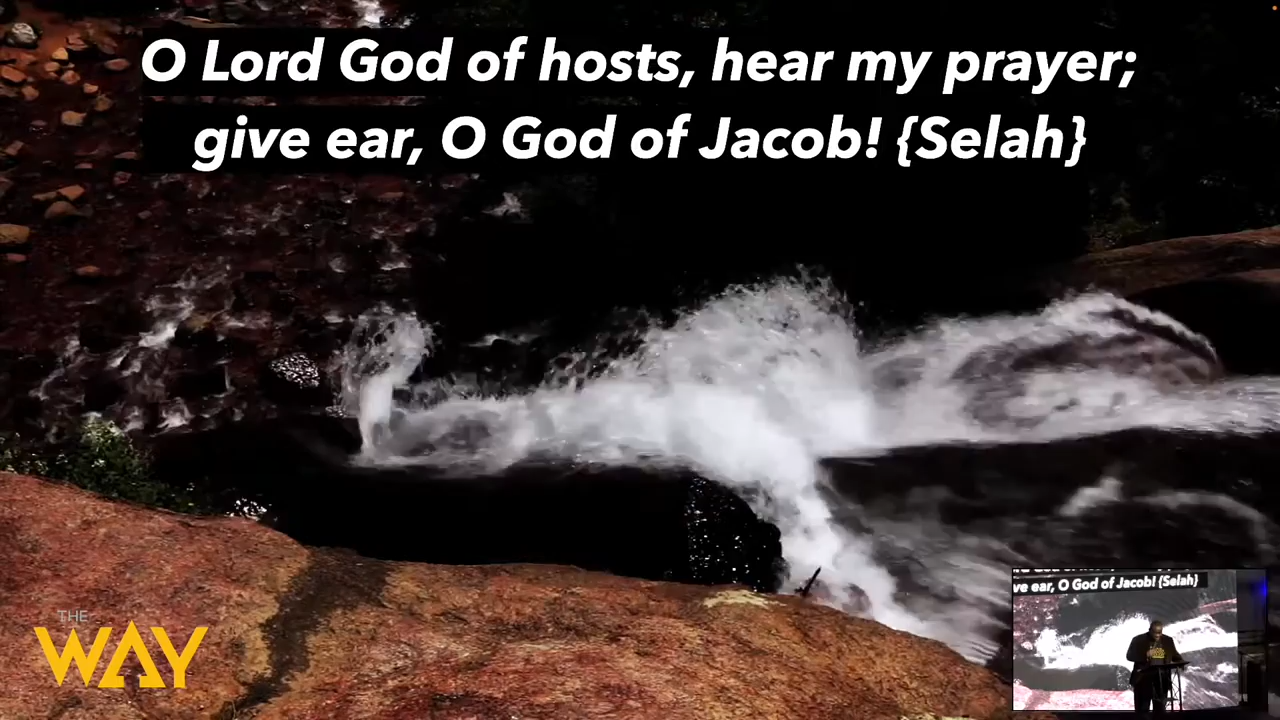 O Lord God of hosts, hear my prayer;
give ear, O God of Jacob! {Selah}
THE
WAY
ve ear, O God of Jacob! {Selah}